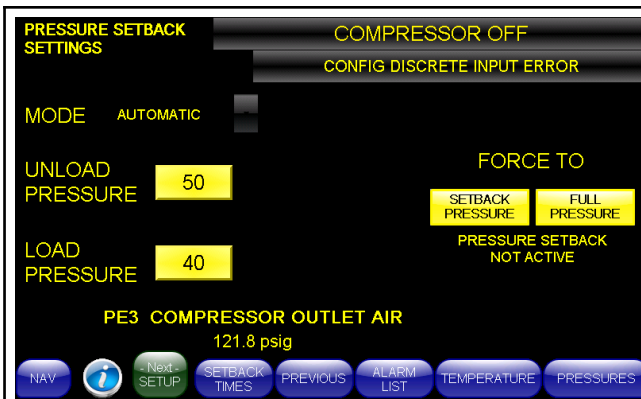 PRESSURE SETBACK
SETTINGS
COMPRESSOR OFF
CONFIG DISCRETE INPUT ERROR
MODE AUTOMATIC
UNLOAD
PRESSURE
50
FORCE TO
SETBACK
PRESSURE
FULL
PRESSURE
PRESSURE SETBACK
NOT ACTIVE
LOAD
PRESSURE
40
PE3 COMPRESSOR OUTLET AIR
121.8 psig
NAV
i
- Next -
SETUP
SETBACK
TIMES
PREVIOUS
ALARM
LIST
TEMPERATURE
PRESSURES